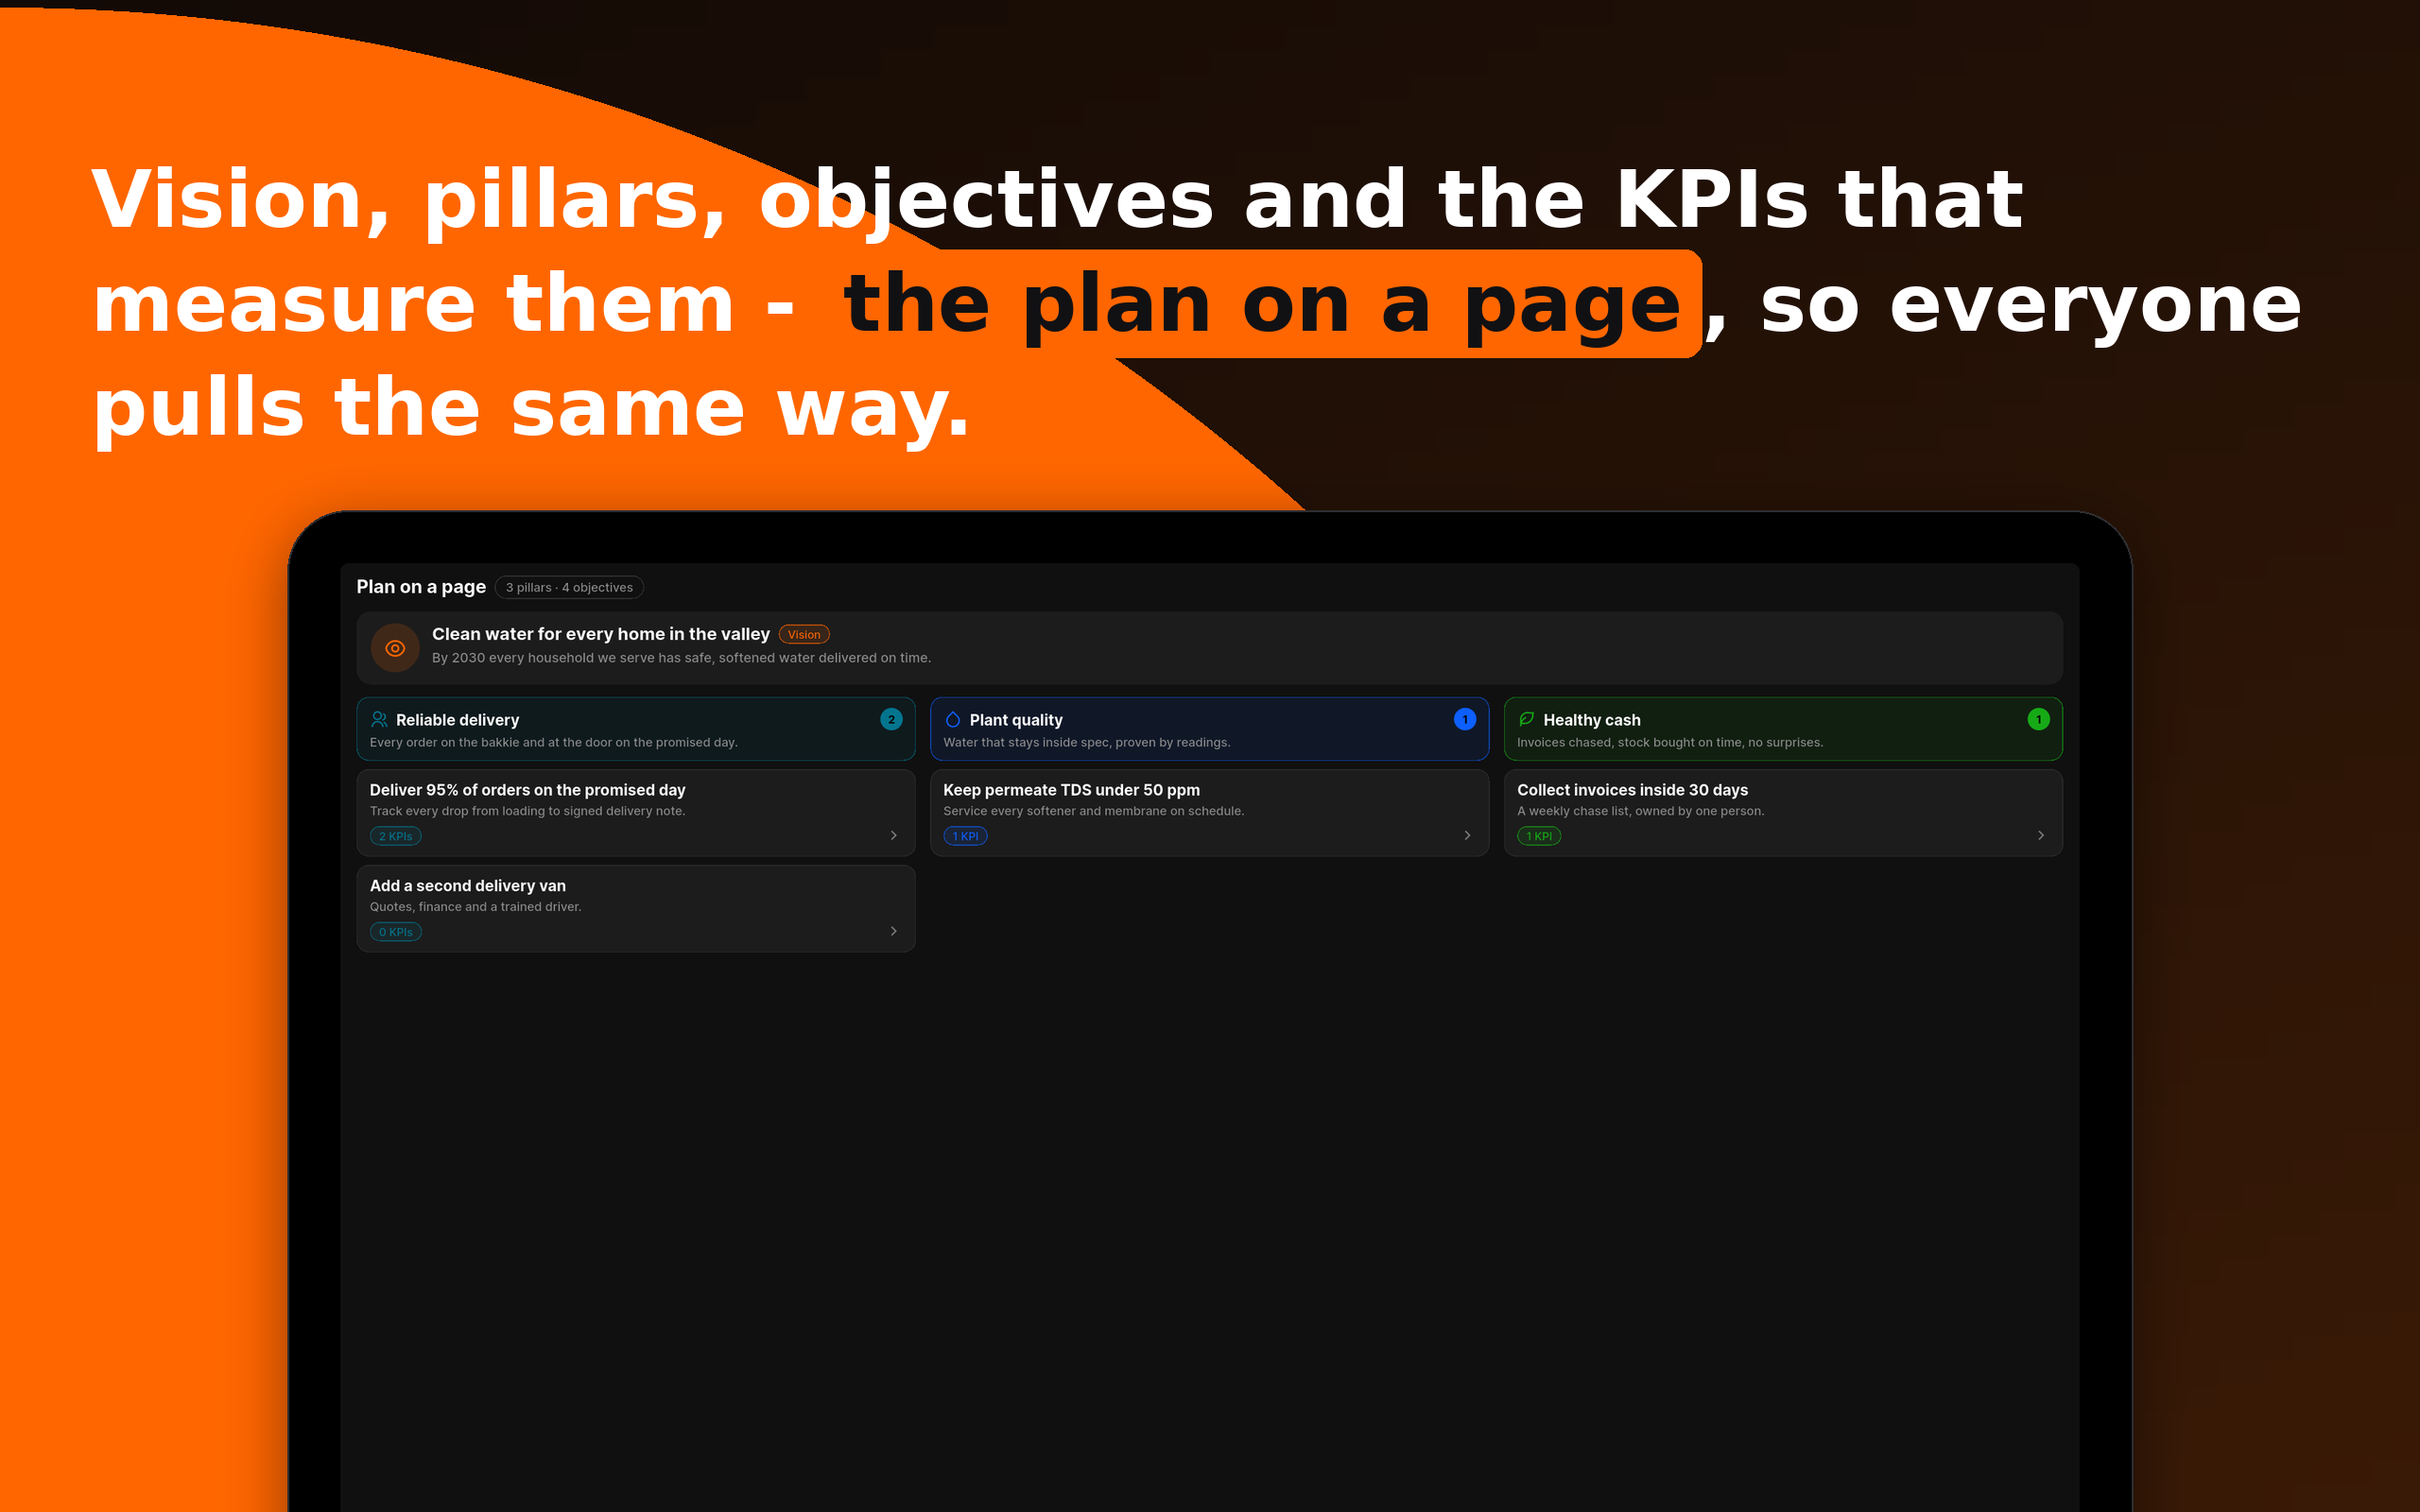 Vision, pillars, objectives and the KPIs that
measure them - the plan on a page, so everyone
pulls the same way.
Plan on a page
3 pillars · 4 objectives
Clean water for every home in the valley
Vision
By 2030 every household we serve has safe, softened water delivered on time.
Reliable delivery
2
Every order on the bakkie and at the door on the promised day.
Plant quality
1
Water that stays inside spec, proven by readings.
Healthy cash
1
Invoices chased, stock bought on time, no surprises.
Deliver 95% of orders on the promised day
Track every drop from loading to signed delivery note.
2 KPIs
Keep permeate TDS under 50 ppm
Service every softener and membrane on schedule.
1 KPI
Collect invoices inside 30 days
A weekly chase list, owned by one person.
1 KPI
Add a second delivery van
Quotes, finance and a trained driver.
0 KPIs